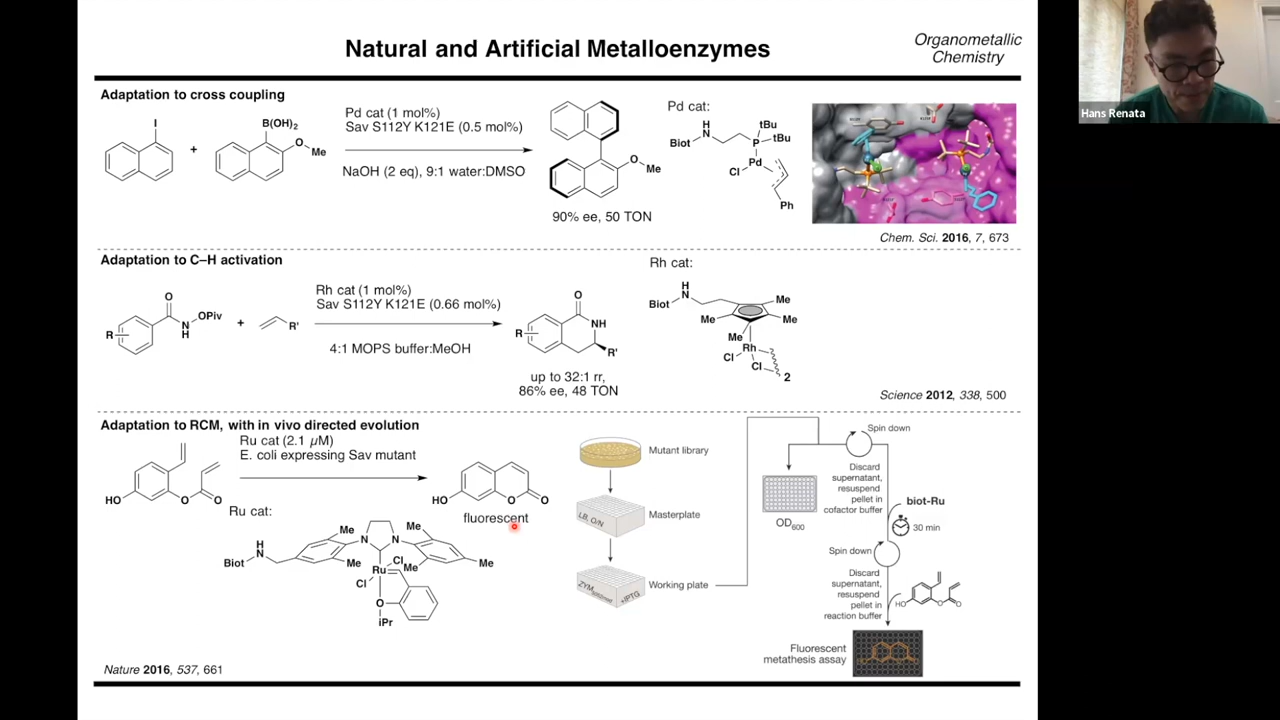 Natural and Artificial Metalloenzymes
Organometallic
Chemistry
Hans Renata
Adaptation to cross coupling
I
+
B(OH)2
O
Me
Pd cat (1 mol%)
Sav S112Y K121E (0.5 mol%)
NaOH (2 eq), 9:1 water:DMSO
O
Me
90% ee, 50 TON
Pd cat:
Biot
H
N
P
tBu
tBu
Pd
Cl
Ph
Chem. Sci. 2016, 7, 673
Adaptation to C–H activation
R
O
N
H
OPiv
+
R'
Rh cat (1 mol%)
Sav S112Y K121E (0.66 mol%)
4:1 MOPS buffer:MeOH
R
O
NH
R'
up to 32:1 rr,
86% ee, 48 TON
Rh cat:
Biot
H
N
Me
Me
Me
Me
Rh
Cl
Cl
2
Science 2012, 338, 500
Adaptation to RCM, with in vivo directed evolution
HO
O
O
Ru cat (2.1 μM)
E. coli expressing Sav mutant
HO
O
O
fluorescent
Ru cat:
Biot
H
N
Me
Me
N
N
Me
Me
Me
Ru
Cl
Cl
O
iPr
Nature 2016, 537, 661
Mutant library
LB, O/N
Masterplate
+IPTG
Working plate
OD600
Spin down
Discard
supernatant,
resuspend
pellet in
cofactor buffer
biot-Ru
30 min
Spin down
Discard
supernatant,
resuspend
pellet in
reaction buffer
HO
O
O
Fluorescent
metathesis assay